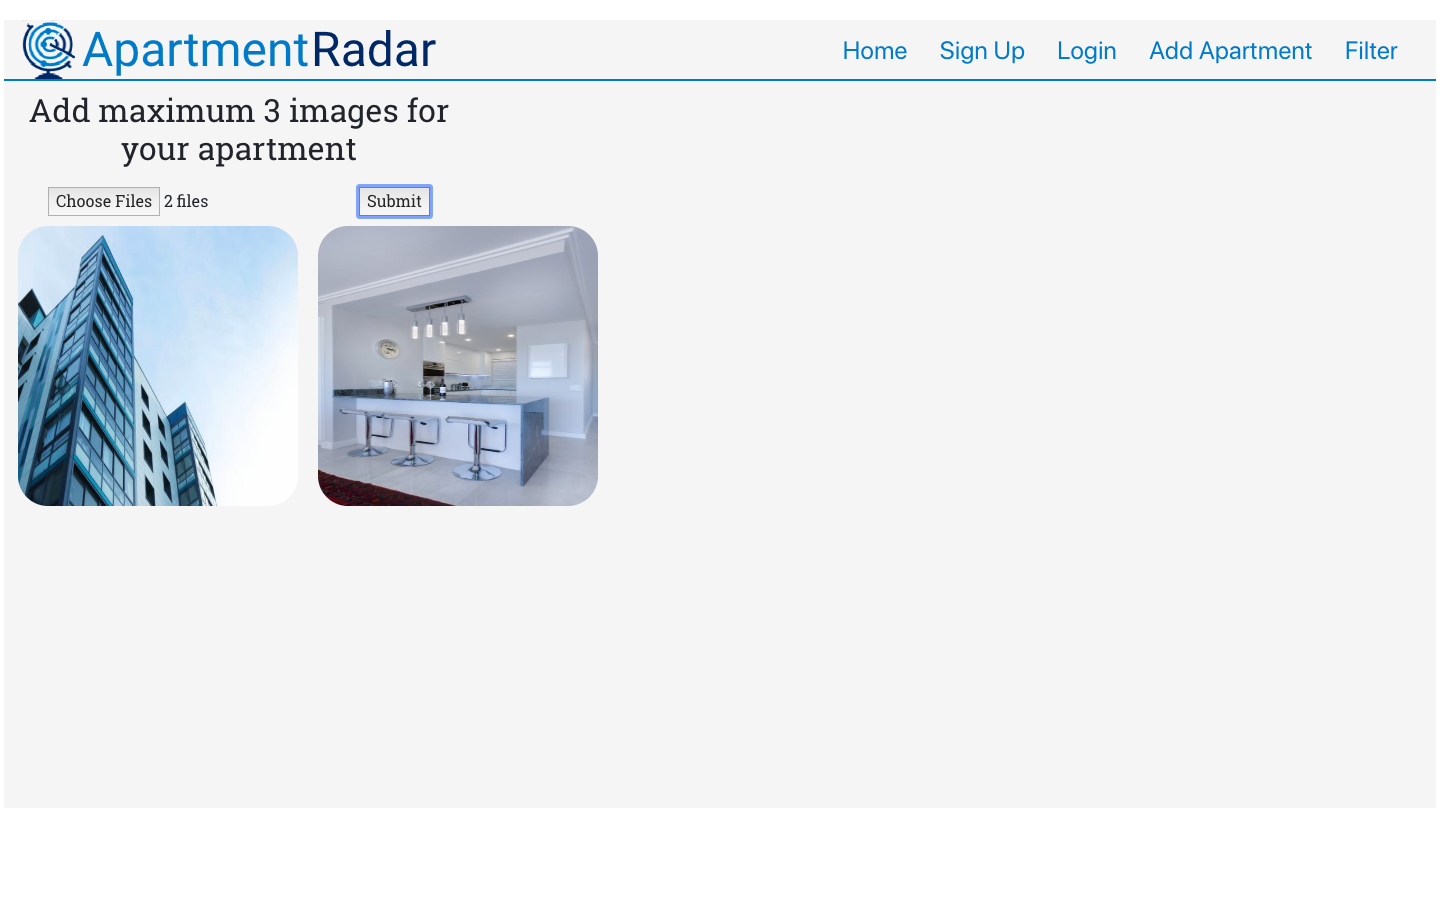 ApartmentRadar
Home Sign Up Login Add Apartment Filter
Add maximum 3 images for
your apartment
Choose Files 2 files Submit